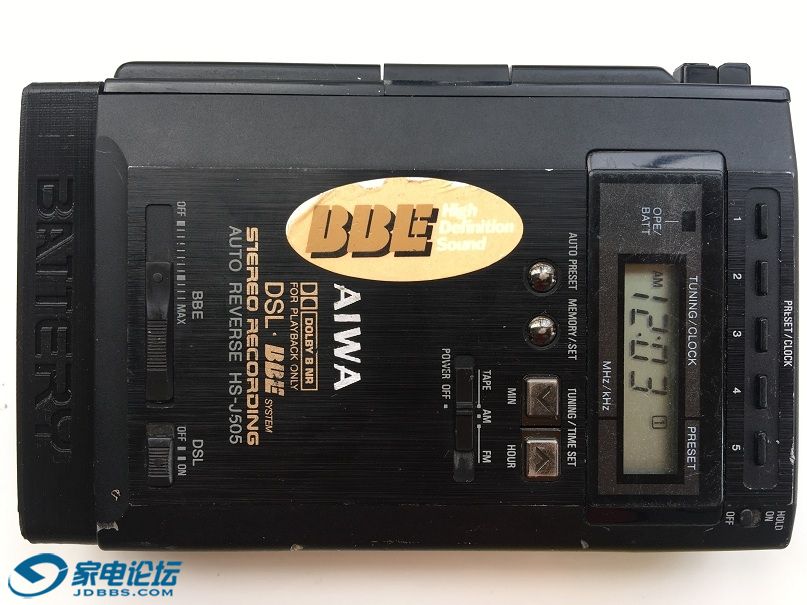 BATTERY
OFF
MAX
BBE
OFF
ON
DSL
BBE
High
Definition
Sound
AIWA
DOLBY B NR
FOR PLAYBACK ONLY
DSL · BBE SYSTEM
STEREO RECORDING
AUTO REVERSE HS-J505
POWER OFF
TAPE
AM
FM
AUTO PRESET
MEMORY/SET
TUNING / TIME SET
MIN
HOUR
OPE/
BATT
TUNING/CLOCK
PRESET
AM
12:03
1
MHz/kHz
PRESET/CLOCK
1
2
3
4
5
HOLD
ON
OFF
家电论坛
JDBBS.COM